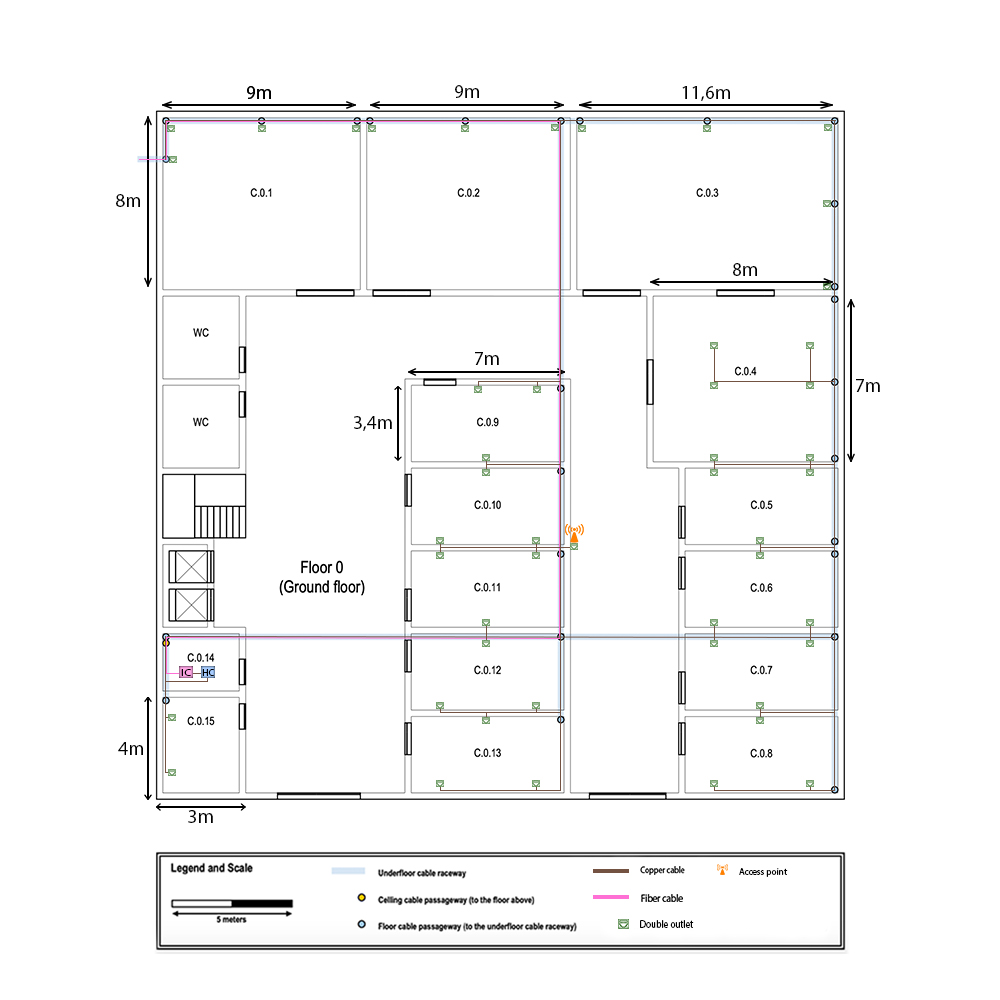 9m
9m
11,6m
8m
C.0.1
C.0.2
C.0.3
8m
WC
C.0.4
7m
7m
WC
3,4m
C.0.9
C.0.10
C.0.5
Floor 0
(Ground floor)
C.0.11
C.0.6
C.0.14
IC
HC
C.0.12
C.0.7
C.0.15
4m
C.0.13
C.0.8
3m
Legend and Scale
5 meters
Underfloor cable raceway
Celling cable passageway (to the floor above)
Floor cable passageway (to the underfloor cable raceway)
Copper cable
Fiber cable
Double outlet
Access point